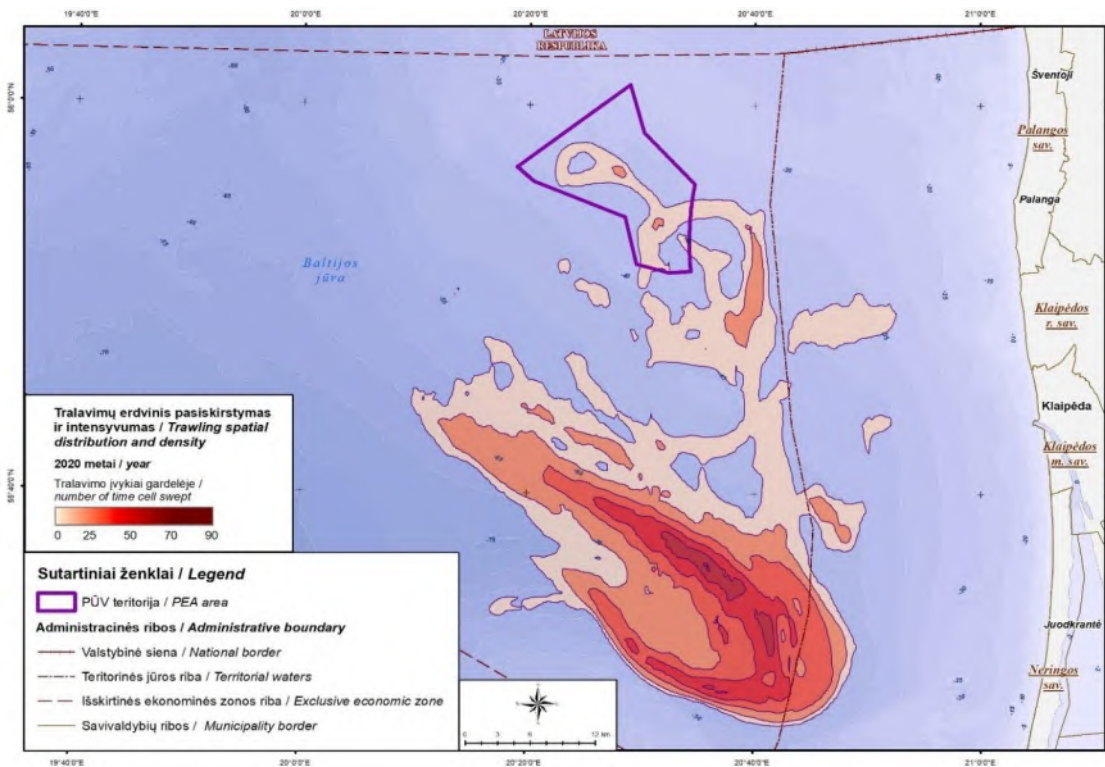 19°40'0"E 20°0'0"E 20°20'0"E 20°40'0"E 21°0'0"E
LATVIJOS
RESPUBLIKA
56°0'0"N
Šventoji
Palangos
sav.
Palanga
Baltijos
jūra
Klaipėdos
r. sav.
Klaipėda
Klaipėdos
m. sav.
55°40'0"N
Juodkrantė
Neringos
sav.
Tralavimų erdvinis pasiskirstymas
ir intensyvumas / Trawling spatial
distribution and density
2020 metai / year
Tralavimo įvykiai gardelėje /
number of time cell swept
0 25 50 70 90
Sutartiniai ženklai / Legend
PŪV teritorija / PEA area
Administracinės ribos / Administrative boundary
Valstybinė siena / National border
Teritorinės jūros riba / Territorial waters
Išskirtinės ekonominės zonos riba / Exclusive economic zone
Savivaldybių ribos / Municipality border
0 3 6 12 km
19°40'0"E 20°0'0"E 20°20'0"E 20°40'0"E 21°0'0"E